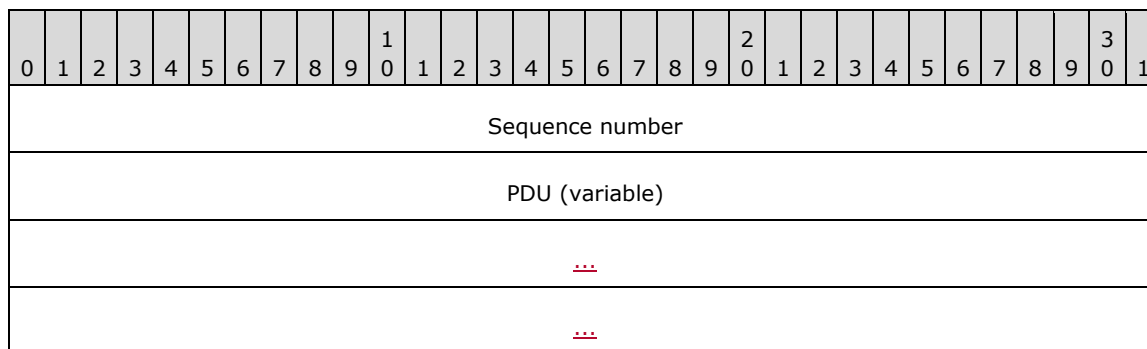 1 2 3
0 1 2 3 4 5 6 7 8 9 0 1 2 3 4 5 6 7 8 9 0 1 2 3 4 5 6 7 8 9 0 1
Sequence number
PDU (variable)
...
...